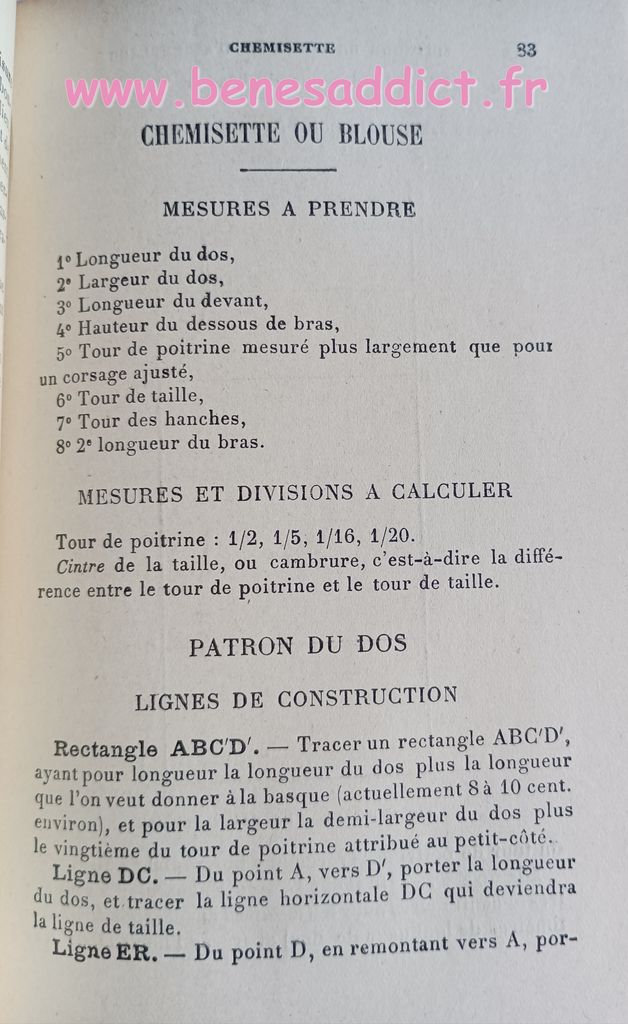 CHEMISETTE 83
www.benesaddict.fr
CHEMISETTE OU BLOUSE
MESURES A PRENDRE
1º Longueur du dos,
2º Largeur du dos,
3º Longueur du devant,
4º Hauteur du dessous de bras,
5º Tour de poitrine mesuré plus largement que pour
un corsage ajusté,
6º Tour de taille,
7º Tour des hanches,
8º 2ᵉ longueur du bras.
MESURES ET DIVISIONS A CALCULER
Tour de poitrine : 1/2, 1/5, 1/16, 1/20.
Cintre de la taille, ou cambrure, c'est-à-dire la diffé-
rence entre le tour de poitrine et le tour de taille.
PATRON DU DOS
LIGNES DE CONSTRUCTION
Rectangle ABC'D'. — Tracer un rectangle ABC'D',
ayant pour longueur la longueur du dos plus la longueur
que l'on veut donner à la basque (actuellement 8 à 10 cent.
environ), et pour la largeur la demi-largeur du dos plus
le vingtième du tour de poitrine attribué au petit-côté.
Ligne DC. — Du point A, vers D', porter la longueur
du dos, et tracer la ligne horizontale DC qui deviendra
la ligne de taille.
Ligne ER. — Du point D, en remontant vers A, por-